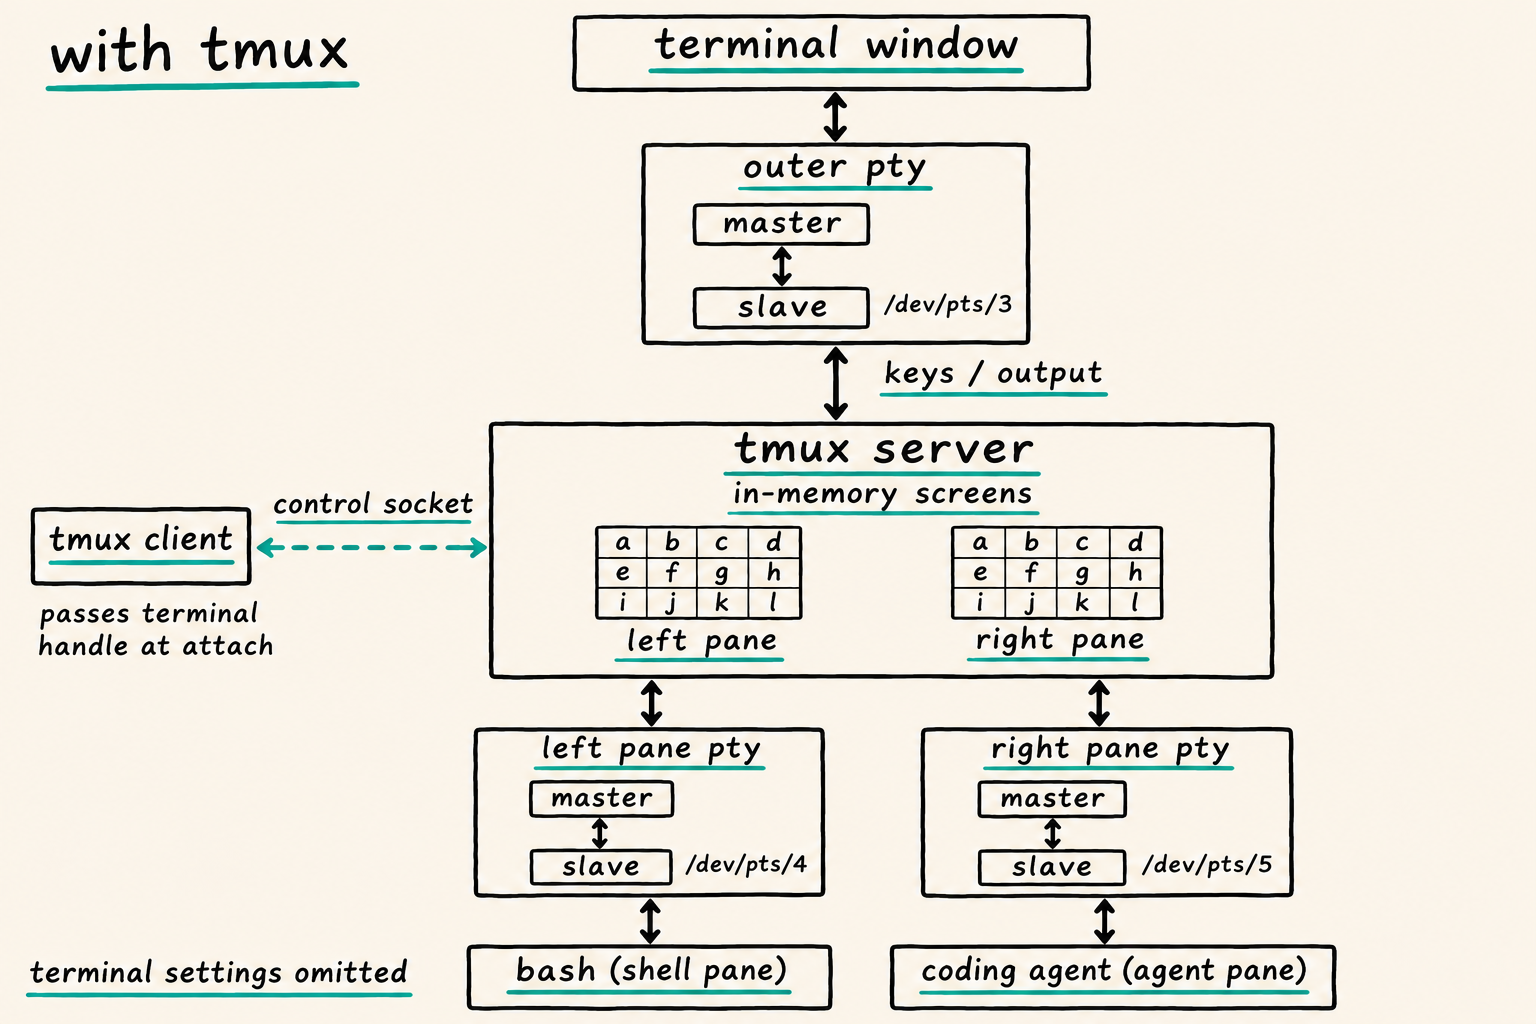 with tmux
terminal window
outer pty
master
slave
/dev/pts/3
keys / output
tmux server
in-memory screens
control socket
tmux client
passes terminal
handle at attach
a b c d
e f g h
i j k l
left pane
a b c d
e f g h
i j k l
right pane
left pane pty
master
slave
/dev/pts/4
right pane pty
master
slave
/dev/pts/5
terminal settings omitted
bash (shell pane)
coding agent (agent pane)